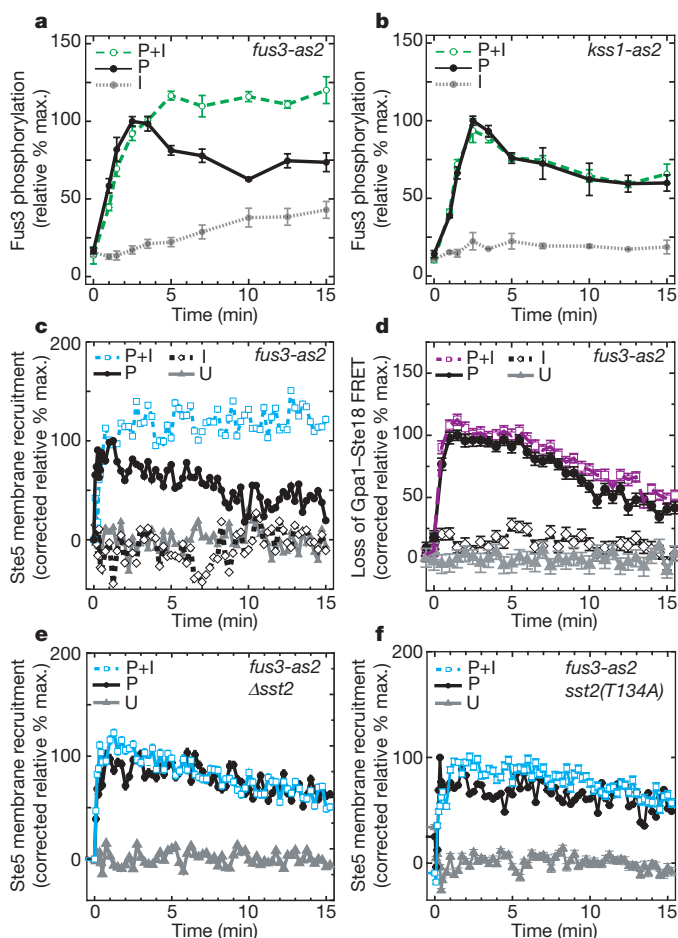 a
150
100
50
0
Fus3 phosphorylation
(relative % max.)
P+I
P
I
fus3-as2
0 5 10 15
Time (min)
b
150
100
50
0
Fus3 phosphorylation
(relative % max.)
P+I
P
I
kss1-as2
0 5 10 15
Time (min)
c
200
100
0
Ste5 membrane recruitment
(corrected relative % max.)
P+I
I
P
U
fus3-as2
0 5 10 15
Time (min)
d
150
100
50
0
Loss of Gpa1–Ste18 FRET
(corrected relative % max.)
P+I
I
P
U
fus3-as2
0 5 10 15
Time (min)
e
200
100
0
Ste5 membrane recruitment
(corrected relative % max.)
P+I
P
U
fus3-as2
Δsst2
0 5 10 15
Time (min)
f
200
100
0
Ste5 membrane recruitment
(corrected relative % max.)
P+I
P
U
fus3-as2
sst2(T134A)
0 5 10 15
Time (min)